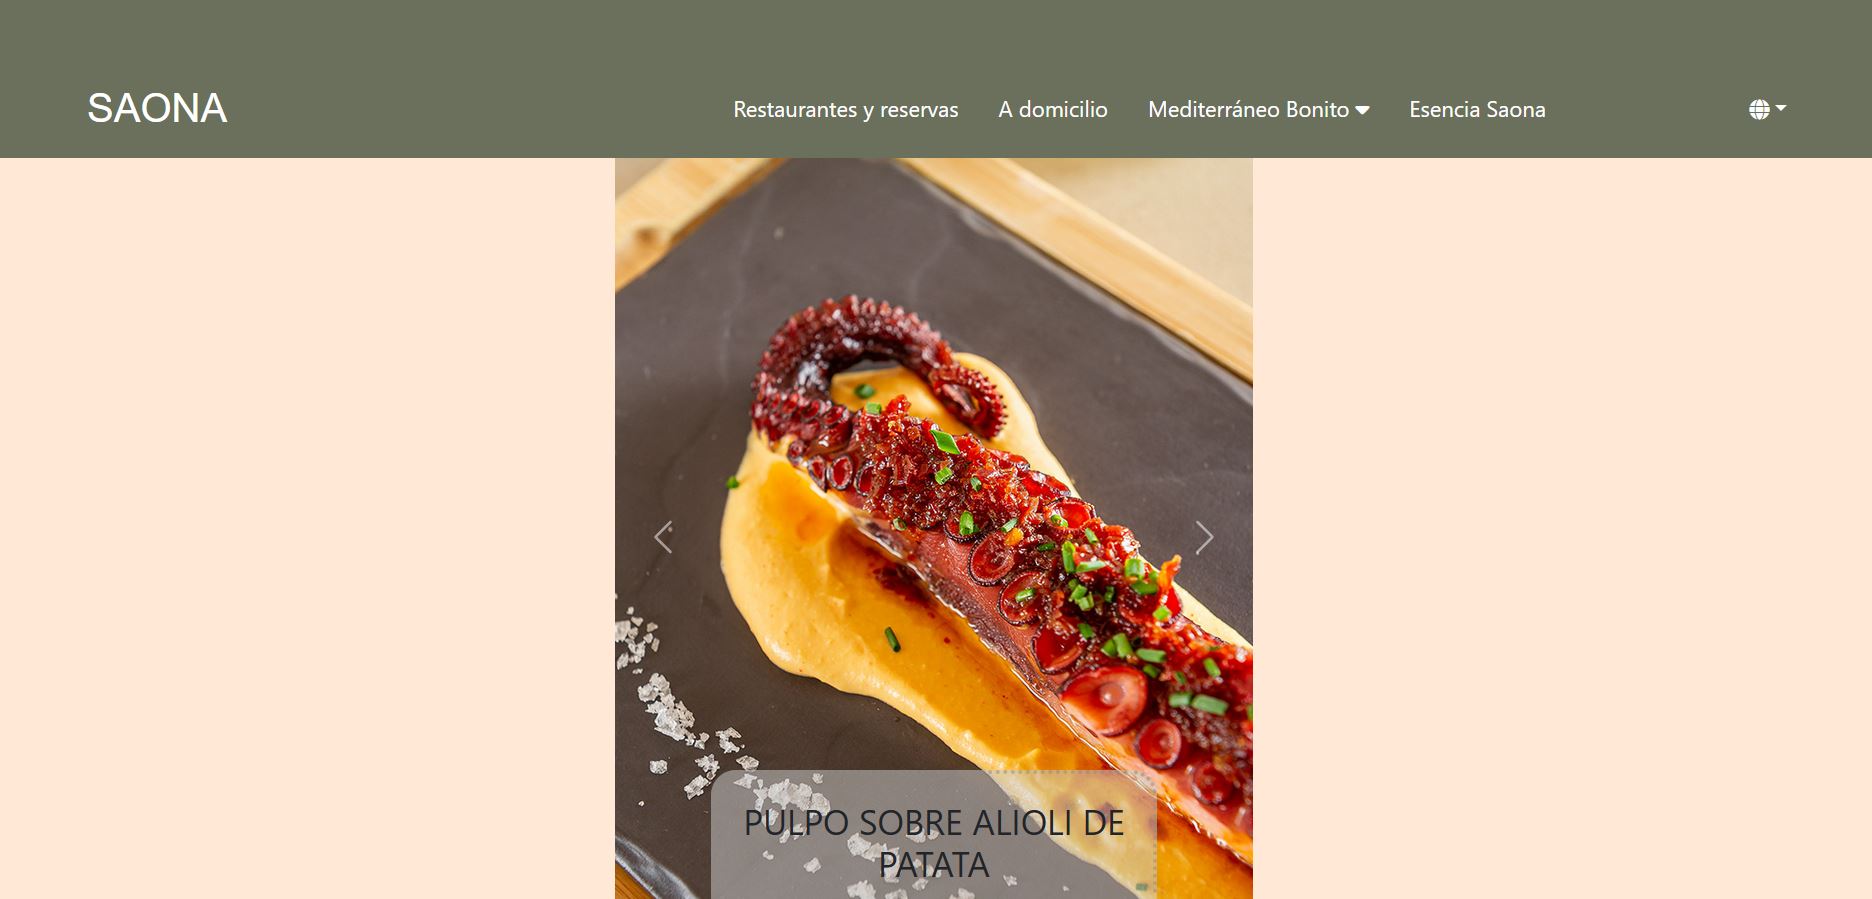 SAONA
Restaurantes y reservas
A domicilio
Mediterráneo Bonito
Esencia Saona
PULPO SOBRE ALIOLI DE
PATATA